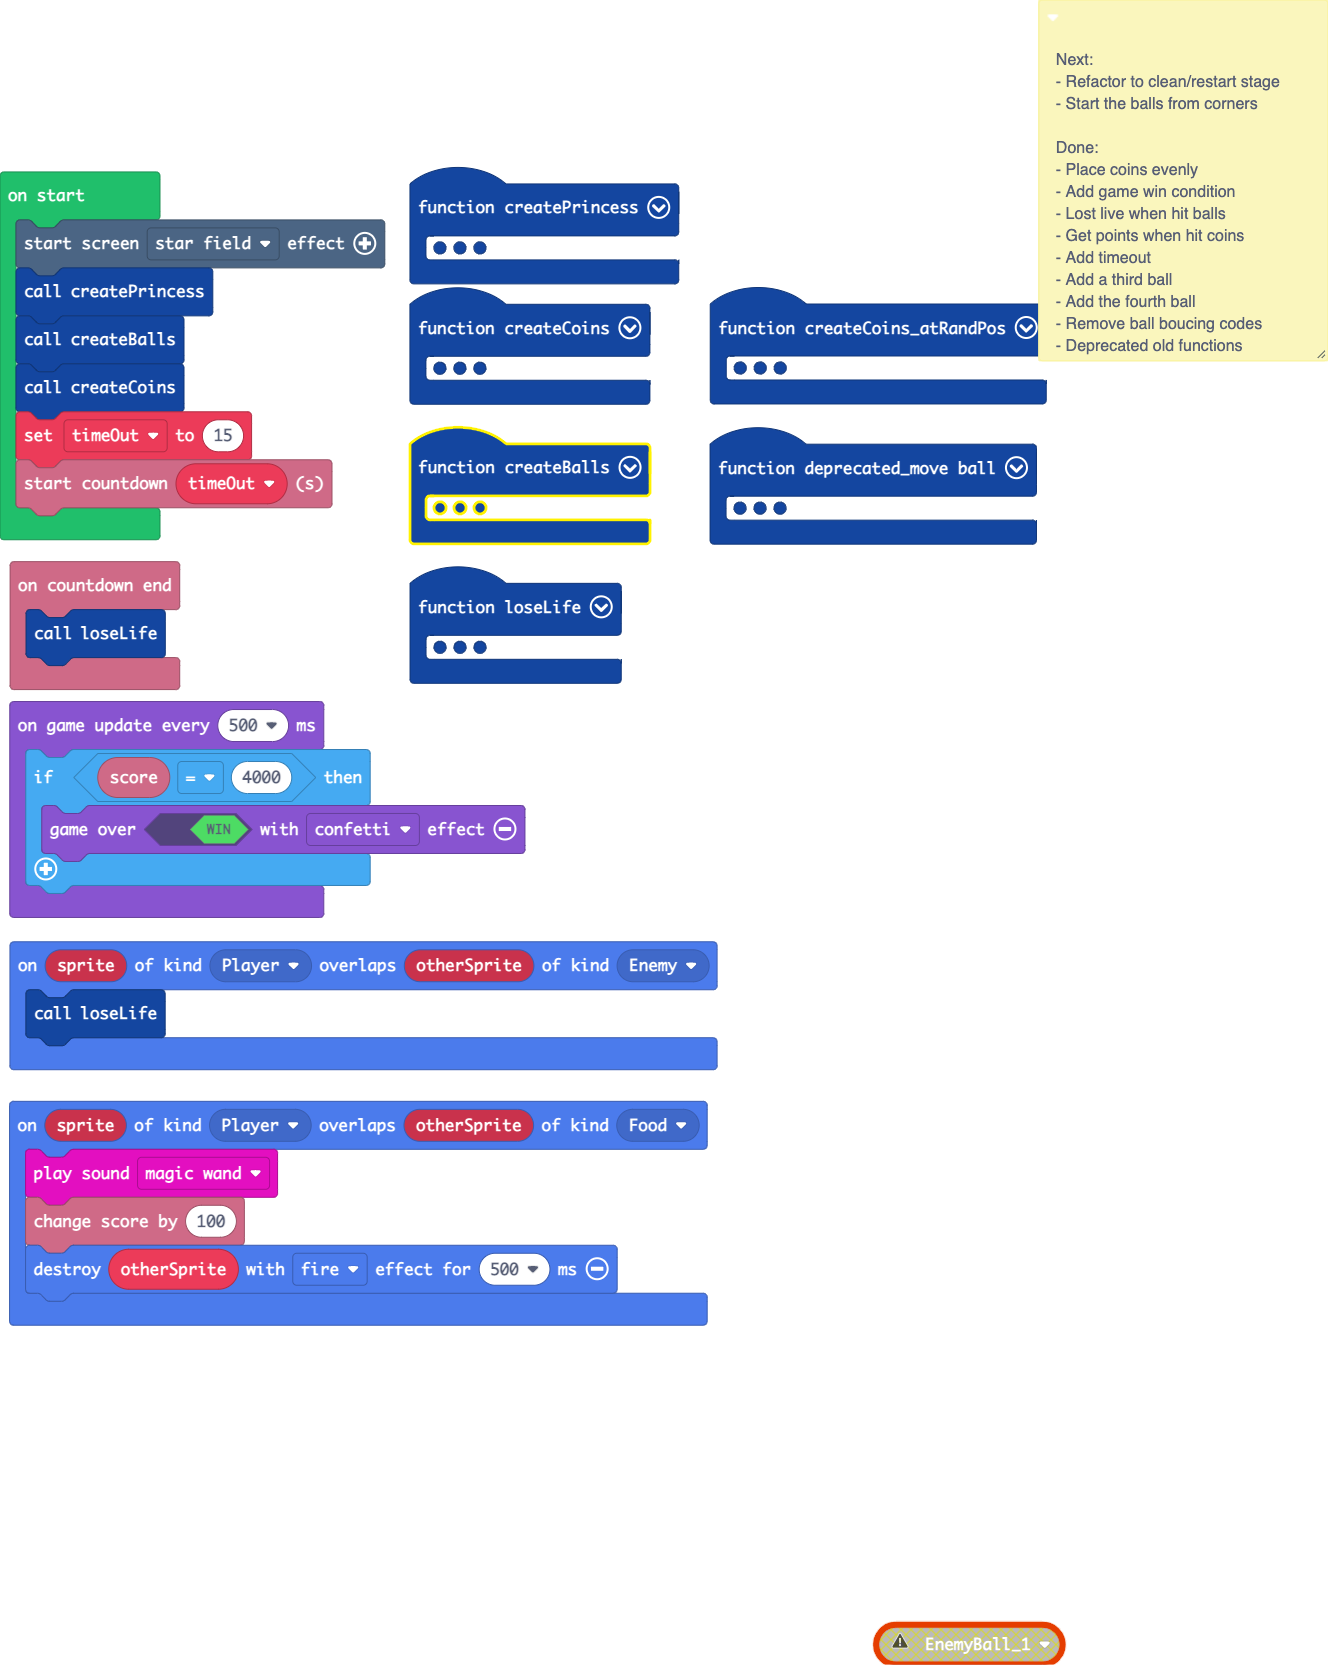 Next:
- Refactor to clean/restart stage
- Start the balls from corners
Done:
- Place coins evenly
- Add game win condition
- Lost live when hit balls
- Get points when hit coins
- Add timeout
- Add a third ball
- Add the fourth ball
- Remove ball boucing codes
- Deprecated old functions
on start
start screen star field effect
call createPrincess
call createBalls
call createCoins
set timeOut to 15
start countdown timeOut (s)
function createPrincess
function createCoins
function createCoins_atRandPos
function createBalls
function deprecated_move ball
function loseLife
on countdown end
call loseLife
on game update every 500 ms
if score = 4000 then
game over WIN with confetti effect
on sprite of kind Player overlaps otherSprite of kind Enemy
call loseLife
on sprite of kind Player overlaps otherSprite of kind Food
play sound magic wand
change score by 100
destroy otherSprite with fire effect for 500 ms
EnemyBall_1